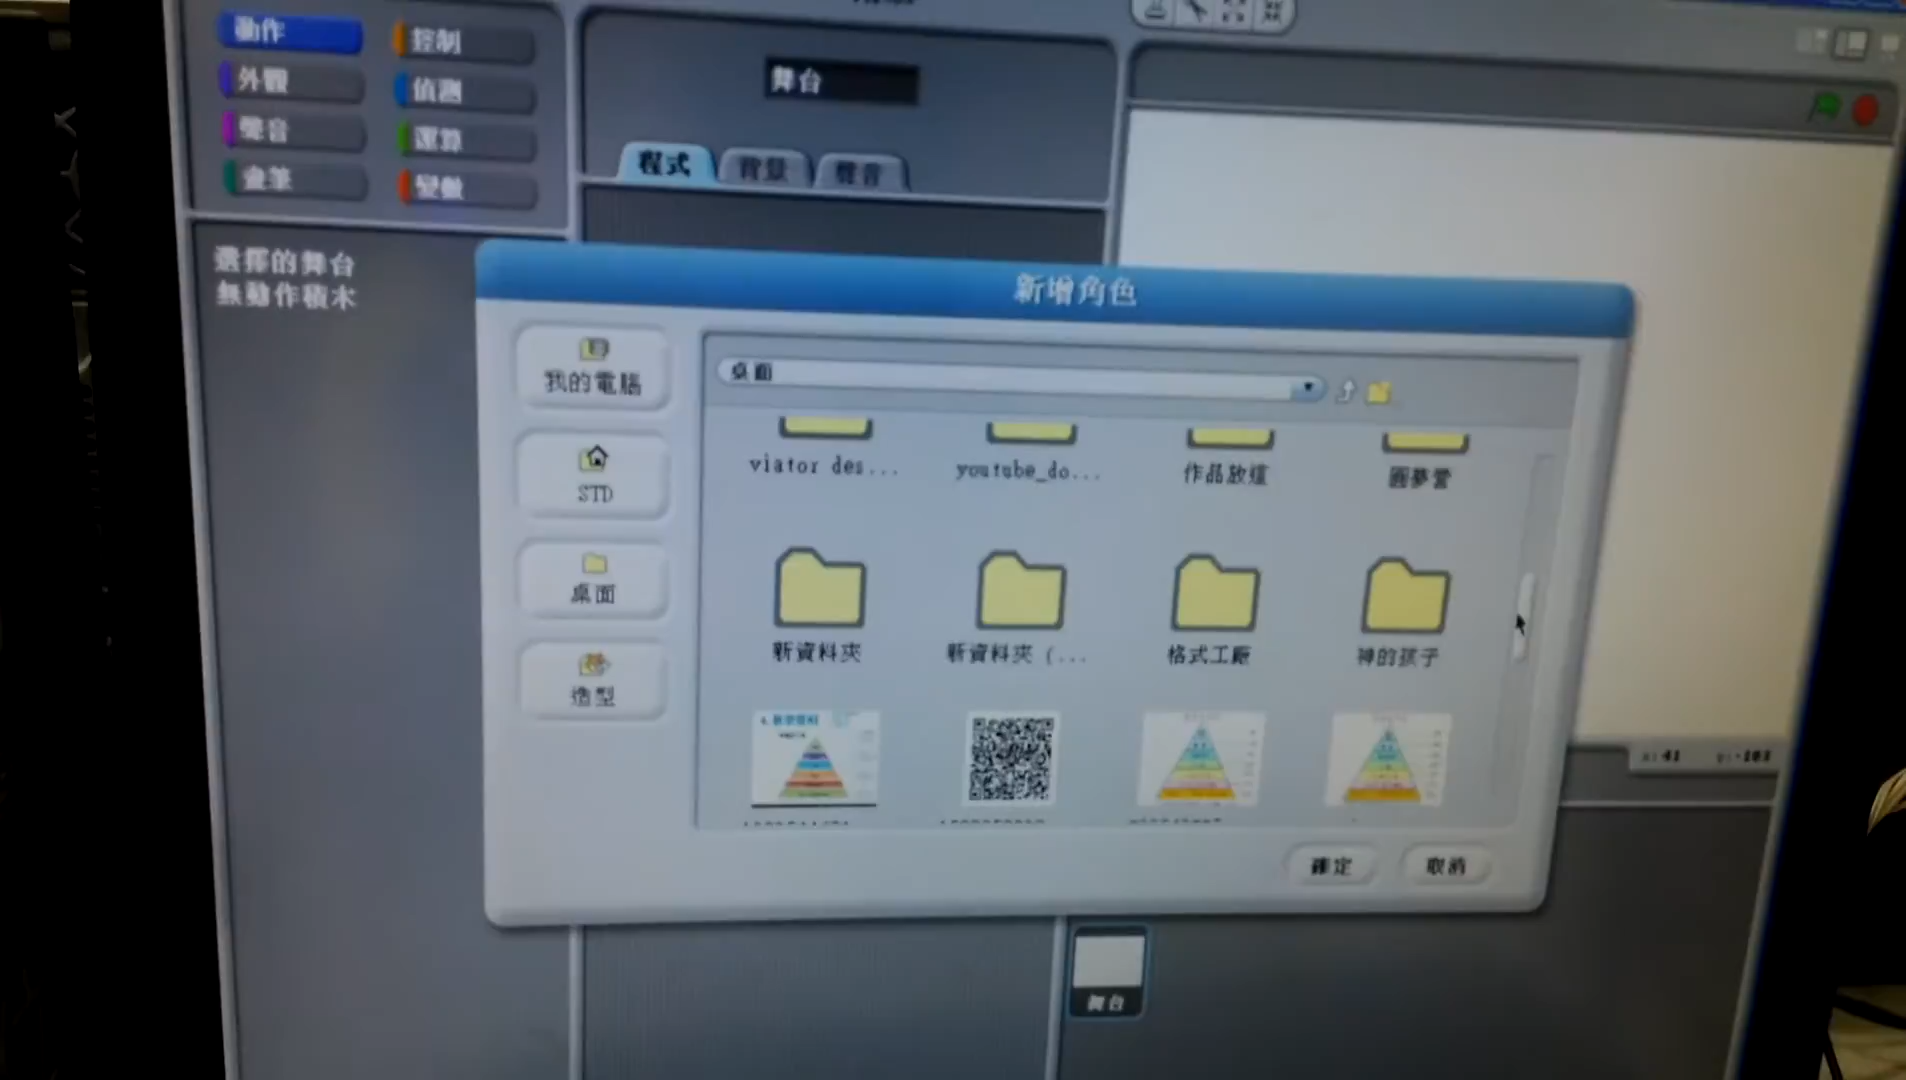 動作
控制
外觀
偵測
聲音
運算
畫筆
變數
舞台
程式
背景
聲音
選擇的舞台
無動作積木
新增角色
我的電腦
STD
桌面
造型
桌面
viator des...
youtube_do...
作品放這
圓夢營
新資料夾
新資料夾 (...
格式工廠
神的孩子
確定
取消
舞台